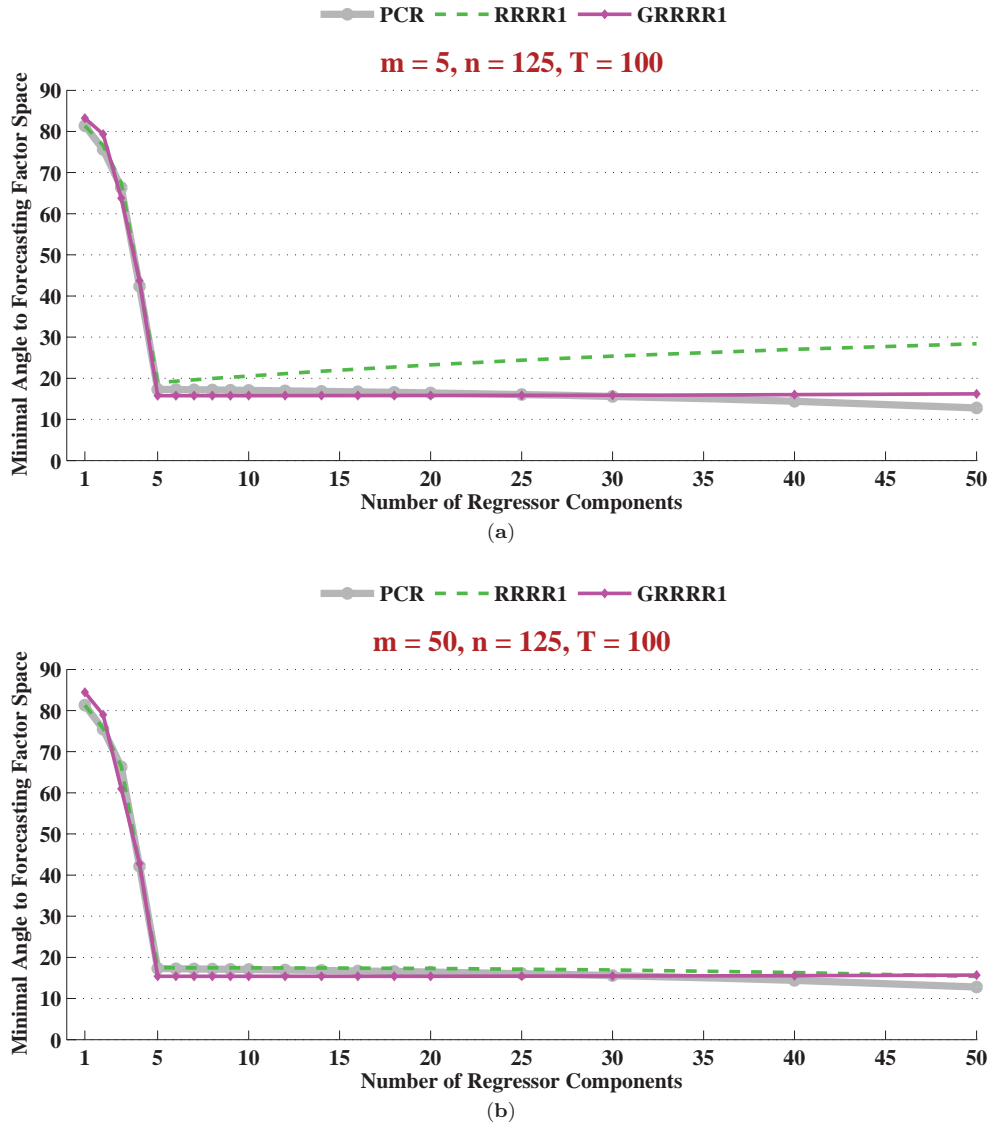 PCR RRRR1 GRRRR1
m = 5, n = 125, T = 100
Minimal Angle to Forecasting Factor Space
90
80
70
60
50
40
30
20
10
0
1 5 10 15 20 25 30 35 40 45 50
Number of Regressor Components
(a)
PCR RRRR1 GRRRR1
m = 50, n = 125, T = 100
Minimal Angle to Forecasting Factor Space
90
80
70
60
50
40
30
20
10
0
1 5 10 15 20 25 30 35 40 45 50
Number of Regressor Components
(b)